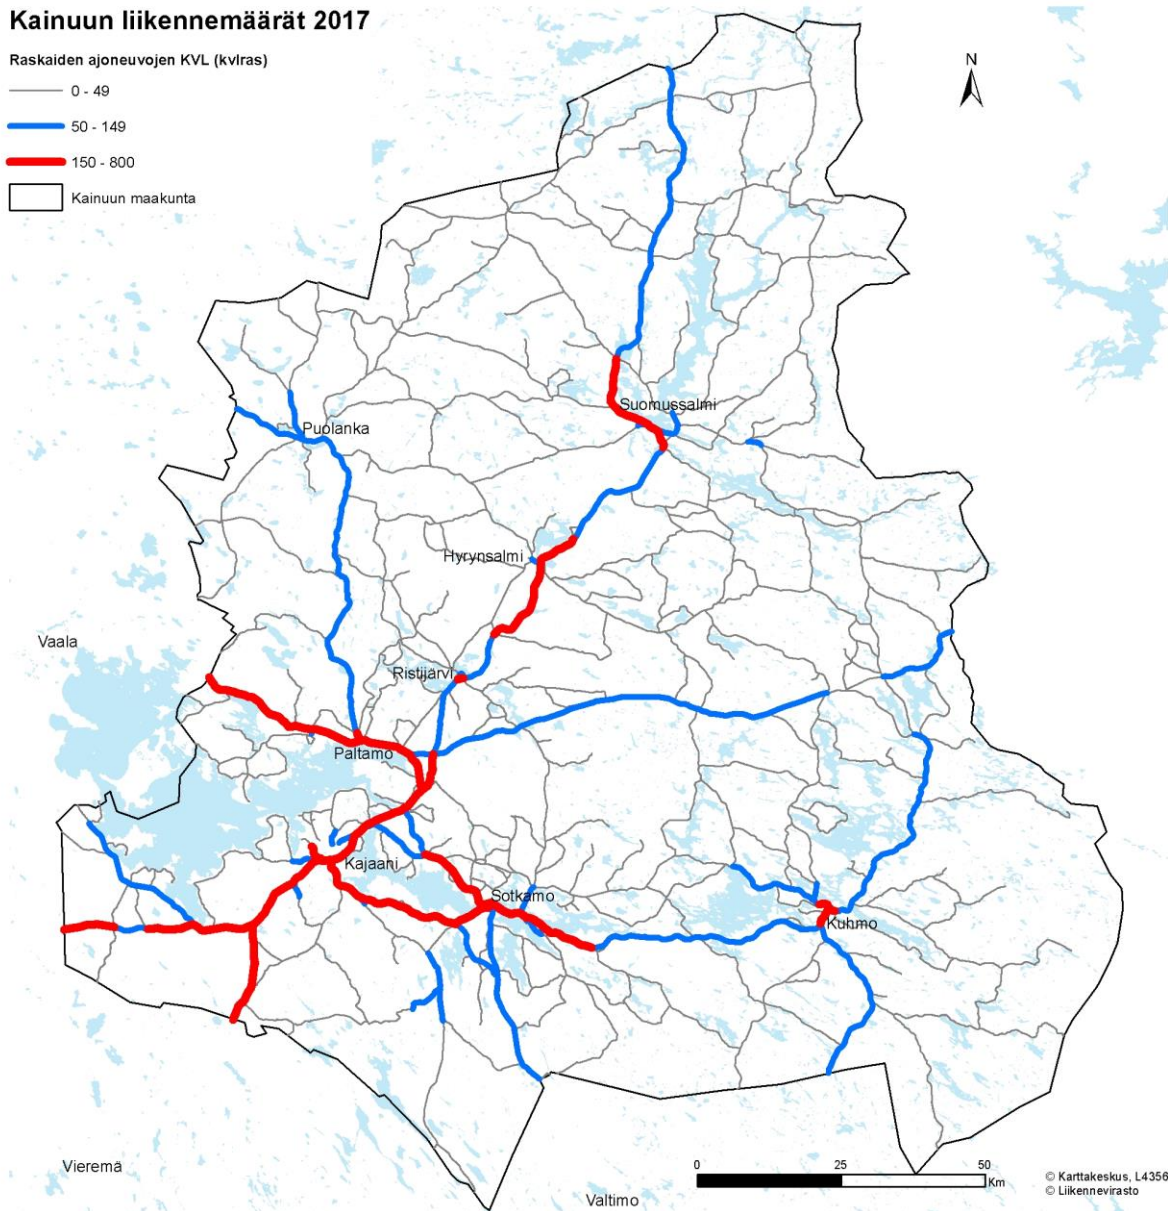 Kainuun liikennemäärät 2017
Raskaiden ajoneuvojen KVL (kvlras)
0 - 49
50 - 149
150 - 800
Kainuun maakunta
N
Suomussalmi
Puolanka
Hyrynsalmi
Vaala
Ristijärvi
Paltamo
Kajaani
Sotkamo
Kuhmo
Vieremä
Valtimo
0 25 50
Km
© Karttakeskus, L4356
© Liikennevirasto